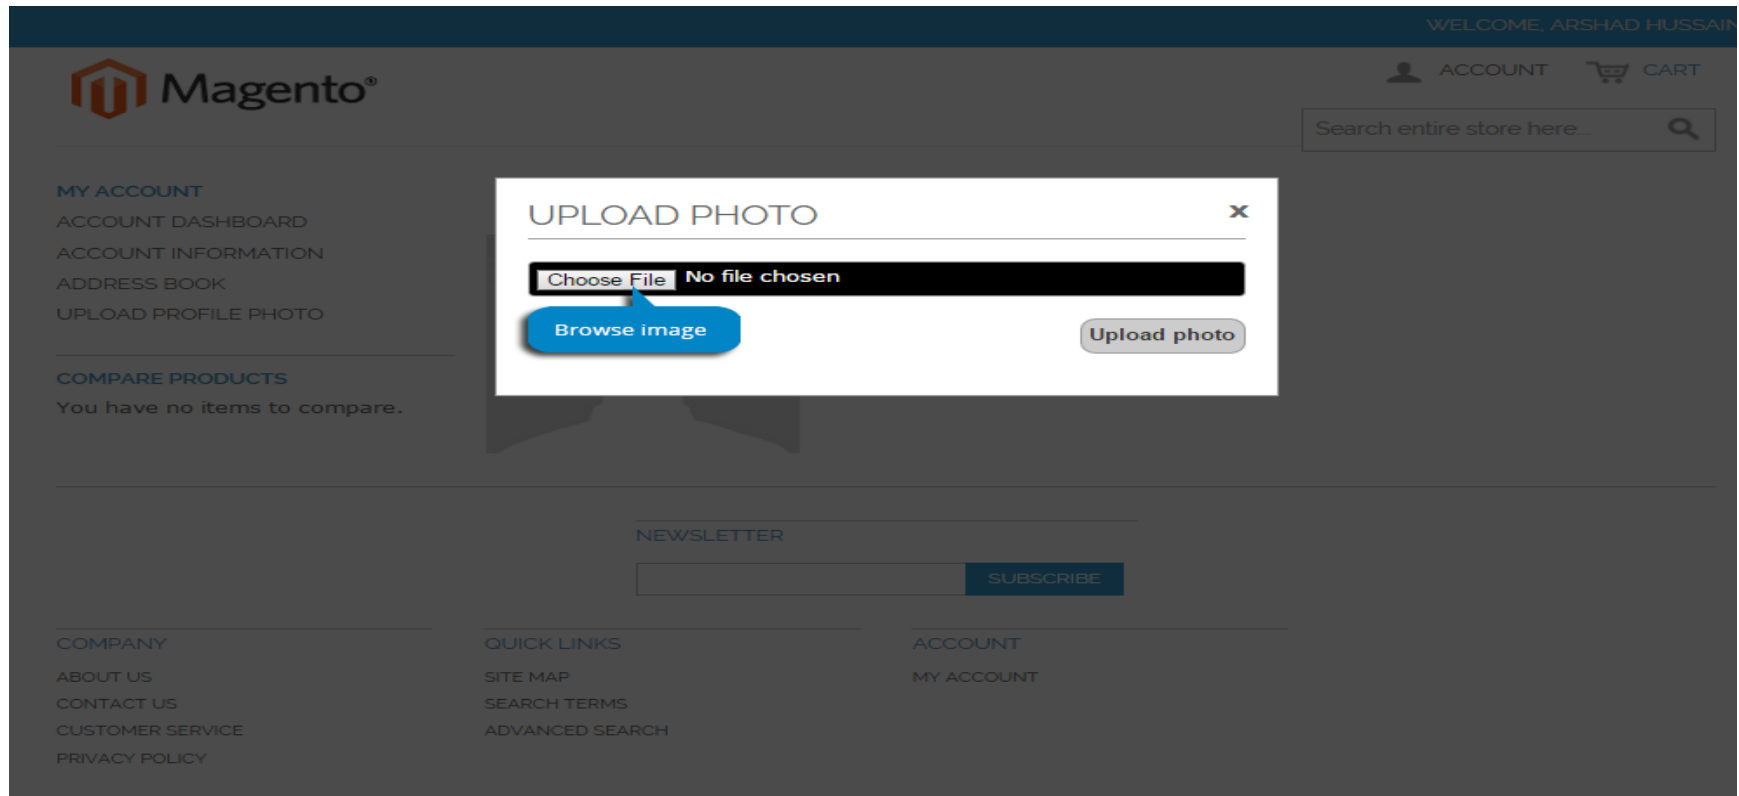 WELCOME, ARSHAD HUSSAIN
Magento®
ACCOUNT CART
Search entire store here...
MY ACCOUNT
ACCOUNT DASHBOARD
ACCOUNT INFORMATION
ADDRESS BOOK
UPLOAD PROFILE PHOTO
COMPARE PRODUCTS
You have no items to compare.
UPLOAD PHOTO x
Choose File No file chosen
Browse image
Upload photo
NEWSLETTER
SUBSCRIBE
COMPANY
ABOUT US
CONTACT US
CUSTOMER SERVICE
PRIVACY POLICY
QUICK LINKS
SITE MAP
SEARCH TERMS
ADVANCED SEARCH
ACCOUNT
MY ACCOUNT